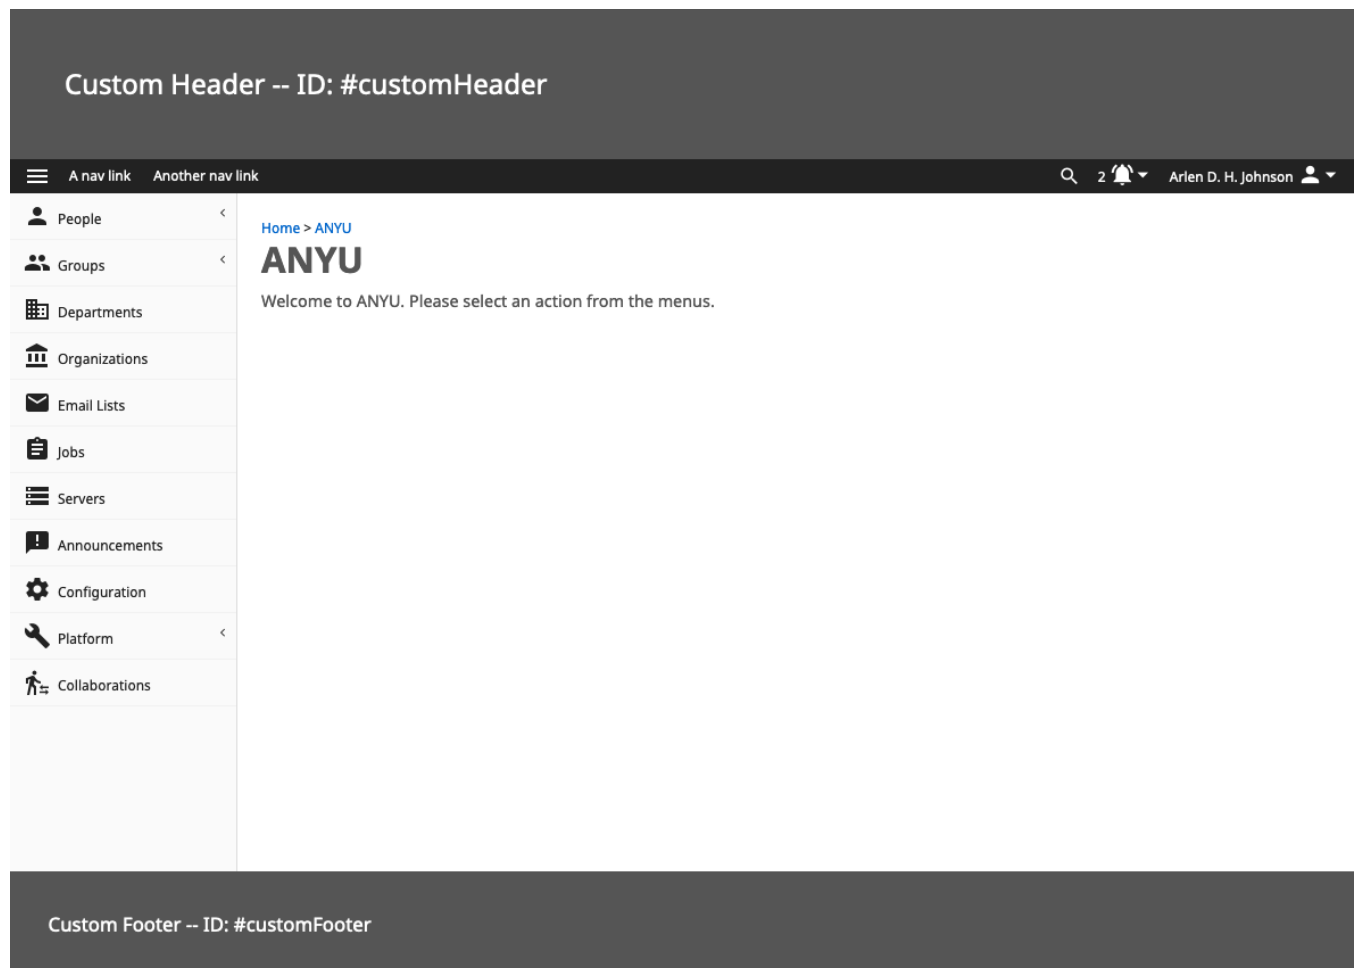 Custom Header -- ID: #customHeader
A nav link Another nav link 2 Arlen D. H. Johnson
People
Groups
Departments
Organizations
Email Lists
Jobs
Servers
Announcements
Configuration
Platform
Collaborations
Home > ANYU
ANYU
Welcome to ANYU. Please select an action from the menus.
Custom Footer -- ID: #customFooter